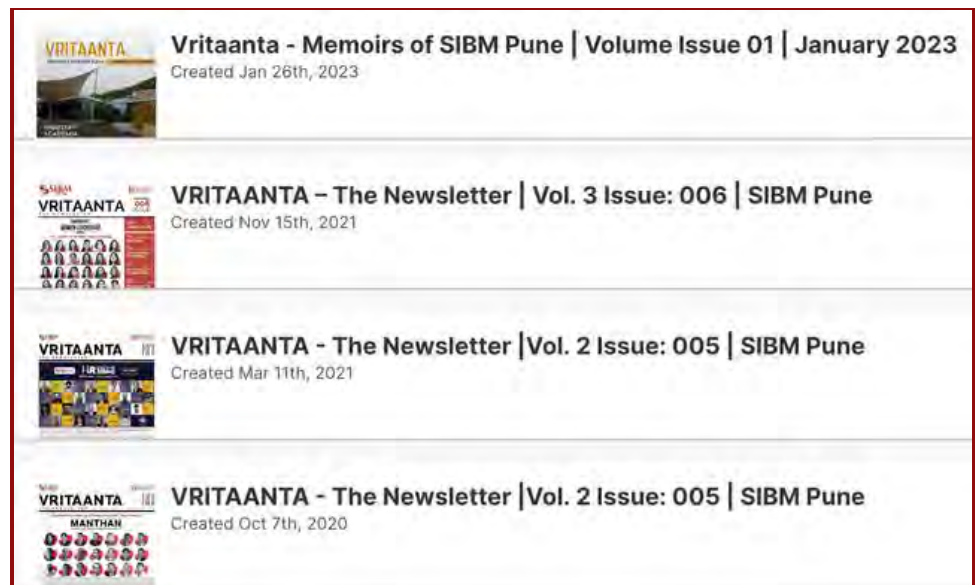 VRITAANTA
Vritaanta - Memoirs of SIBM Pune | Volume Issue 01 | January 2023
Created Jan 26th, 2023
SIBM
VRITAANTA
VRITAANTA – The Newsletter | Vol. 3 Issue: 006 | SIBM Pune
Created Nov 15th, 2021
VRITAANTA
VRITAANTA - The Newsletter |Vol. 2 Issue: 005 | SIBM Pune
Created Mar 11th, 2021
VRITAANTA
MANTHAN
VRITAANTA - The Newsletter |Vol. 2 Issue: 005 | SIBM Pune
Created Oct 7th, 2020